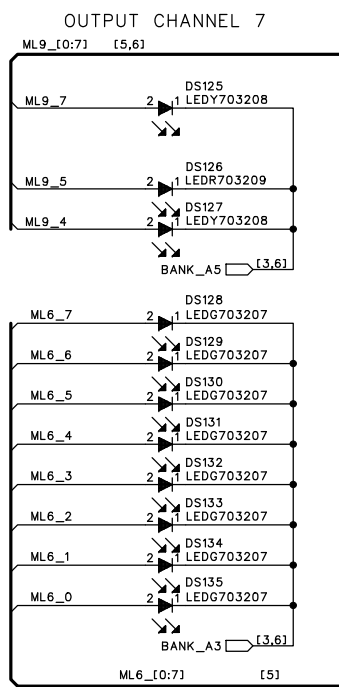 OUTPUT CHANNEL 7
ML9_[0:7] [5,6]
DS125
ML9_7 2 1 LEDY703208
DS126
ML9_5 2 1 LEDR703209
DS127
ML9_4 2 1 LEDY703208
BANK_A5 [3,6]
DS128
ML6_7 2 1 LEDG703207
DS129
ML6_6 2 1 LEDG703207
DS130
ML6_5 2 1 LEDG703207
DS131
ML6_4 2 1 LEDG703207
DS132
ML6_3 2 1 LEDG703207
DS133
ML6_2 2 1 LEDG703207
DS134
ML6_1 2 1 LEDG703207
DS135
ML6_0 2 1 LEDG703207
BANK_A3 [3,6]
ML6_[0:7] [5]